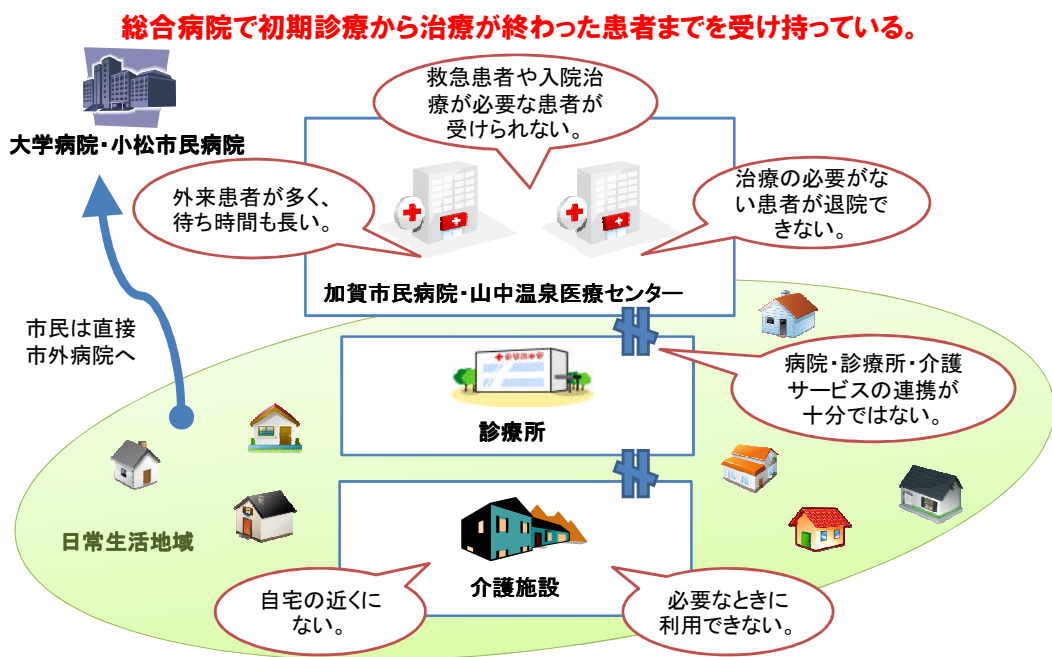 総合病院で初期診療から治療が終わった患者までを受け持っている。
救急患者や入院治
療が必要な患者が
受けられない。
大学病院・小松市民病院
外来患者が多く、
待ち時間も長い。
治療の必要がな
い患者が退院で
きない。
加賀市民病院・山中温泉医療センター
市民は直接
市外病院へ
病院・診療所・介護
サービスの連携が
十分ではない。
診療所
日常生活地域
介護施設
自宅の近くに
ない。
必要なときに
利用できない。